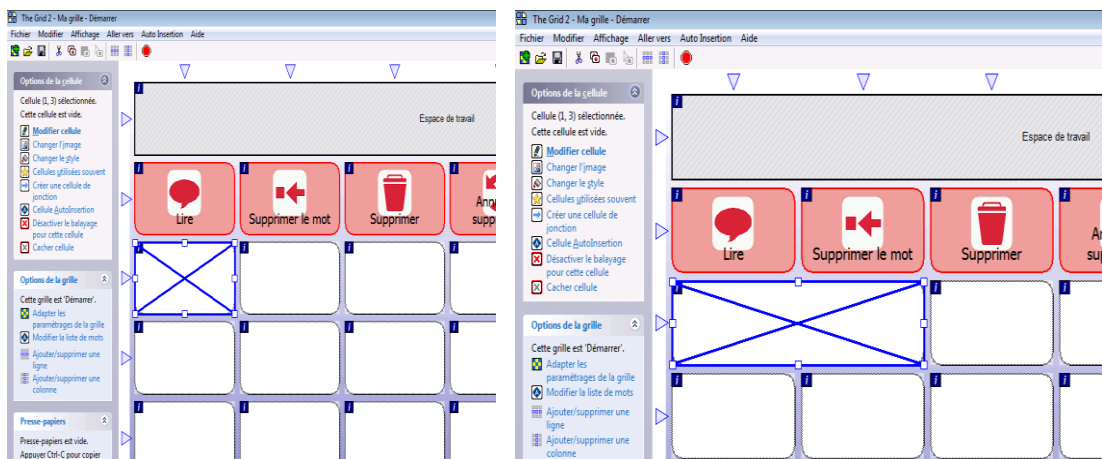 The Grid 2 - Ma grille - Démarrer
Fichier Modifier Affichage Aller vers Auto Insertion Aide
Options de la cellule
Cellule (1, 3) sélectionnée.
Cette cellule est vide.
Modifier cellule
Changer l'image
Changer le style
Cellules utilisées souvent
Créer une cellule de
jonction
Cellule AutoInsertion
Désactiver le balayage
pour cette cellule
Cacher cellule
Options de la grille
Cette grille est 'Démarrer'.
Adapter les
paramétrages de la grille
Modifier la liste de mots
Ajouter/supprimer une
ligne
Ajouter/supprimer une
colonne
Presse-papiers
Presse-papiers est vide.
Appuyer Ctrl-C pour copier
Espace de travail
Lire
Supprimer le mot
Supprimer
Ann
supp
The Grid 2 - Ma grille - Démarrer
Fichier Modifier Affichage Aller vers Auto Insertion Aide
Options de la cellule
Cellule (1, 3) sélectionnée.
Cette cellule est vide.
Modifier cellule
Changer l'image
Changer le style
Cellules utilisées souvent
Créer une cellule de
jonction
Cellule AutoInsertion
Désactiver le balayage
pour cette cellule
Cacher cellule
Options de la grille
Cette grille est 'Démarrer'.
Adapter les
paramétrages de la grille
Modifier la liste de mots
Ajouter/supprimer une
ligne
Ajouter/supprimer une
colonne
Espace de travail
Lire
Supprimer le mot
Supprimer
A
sup